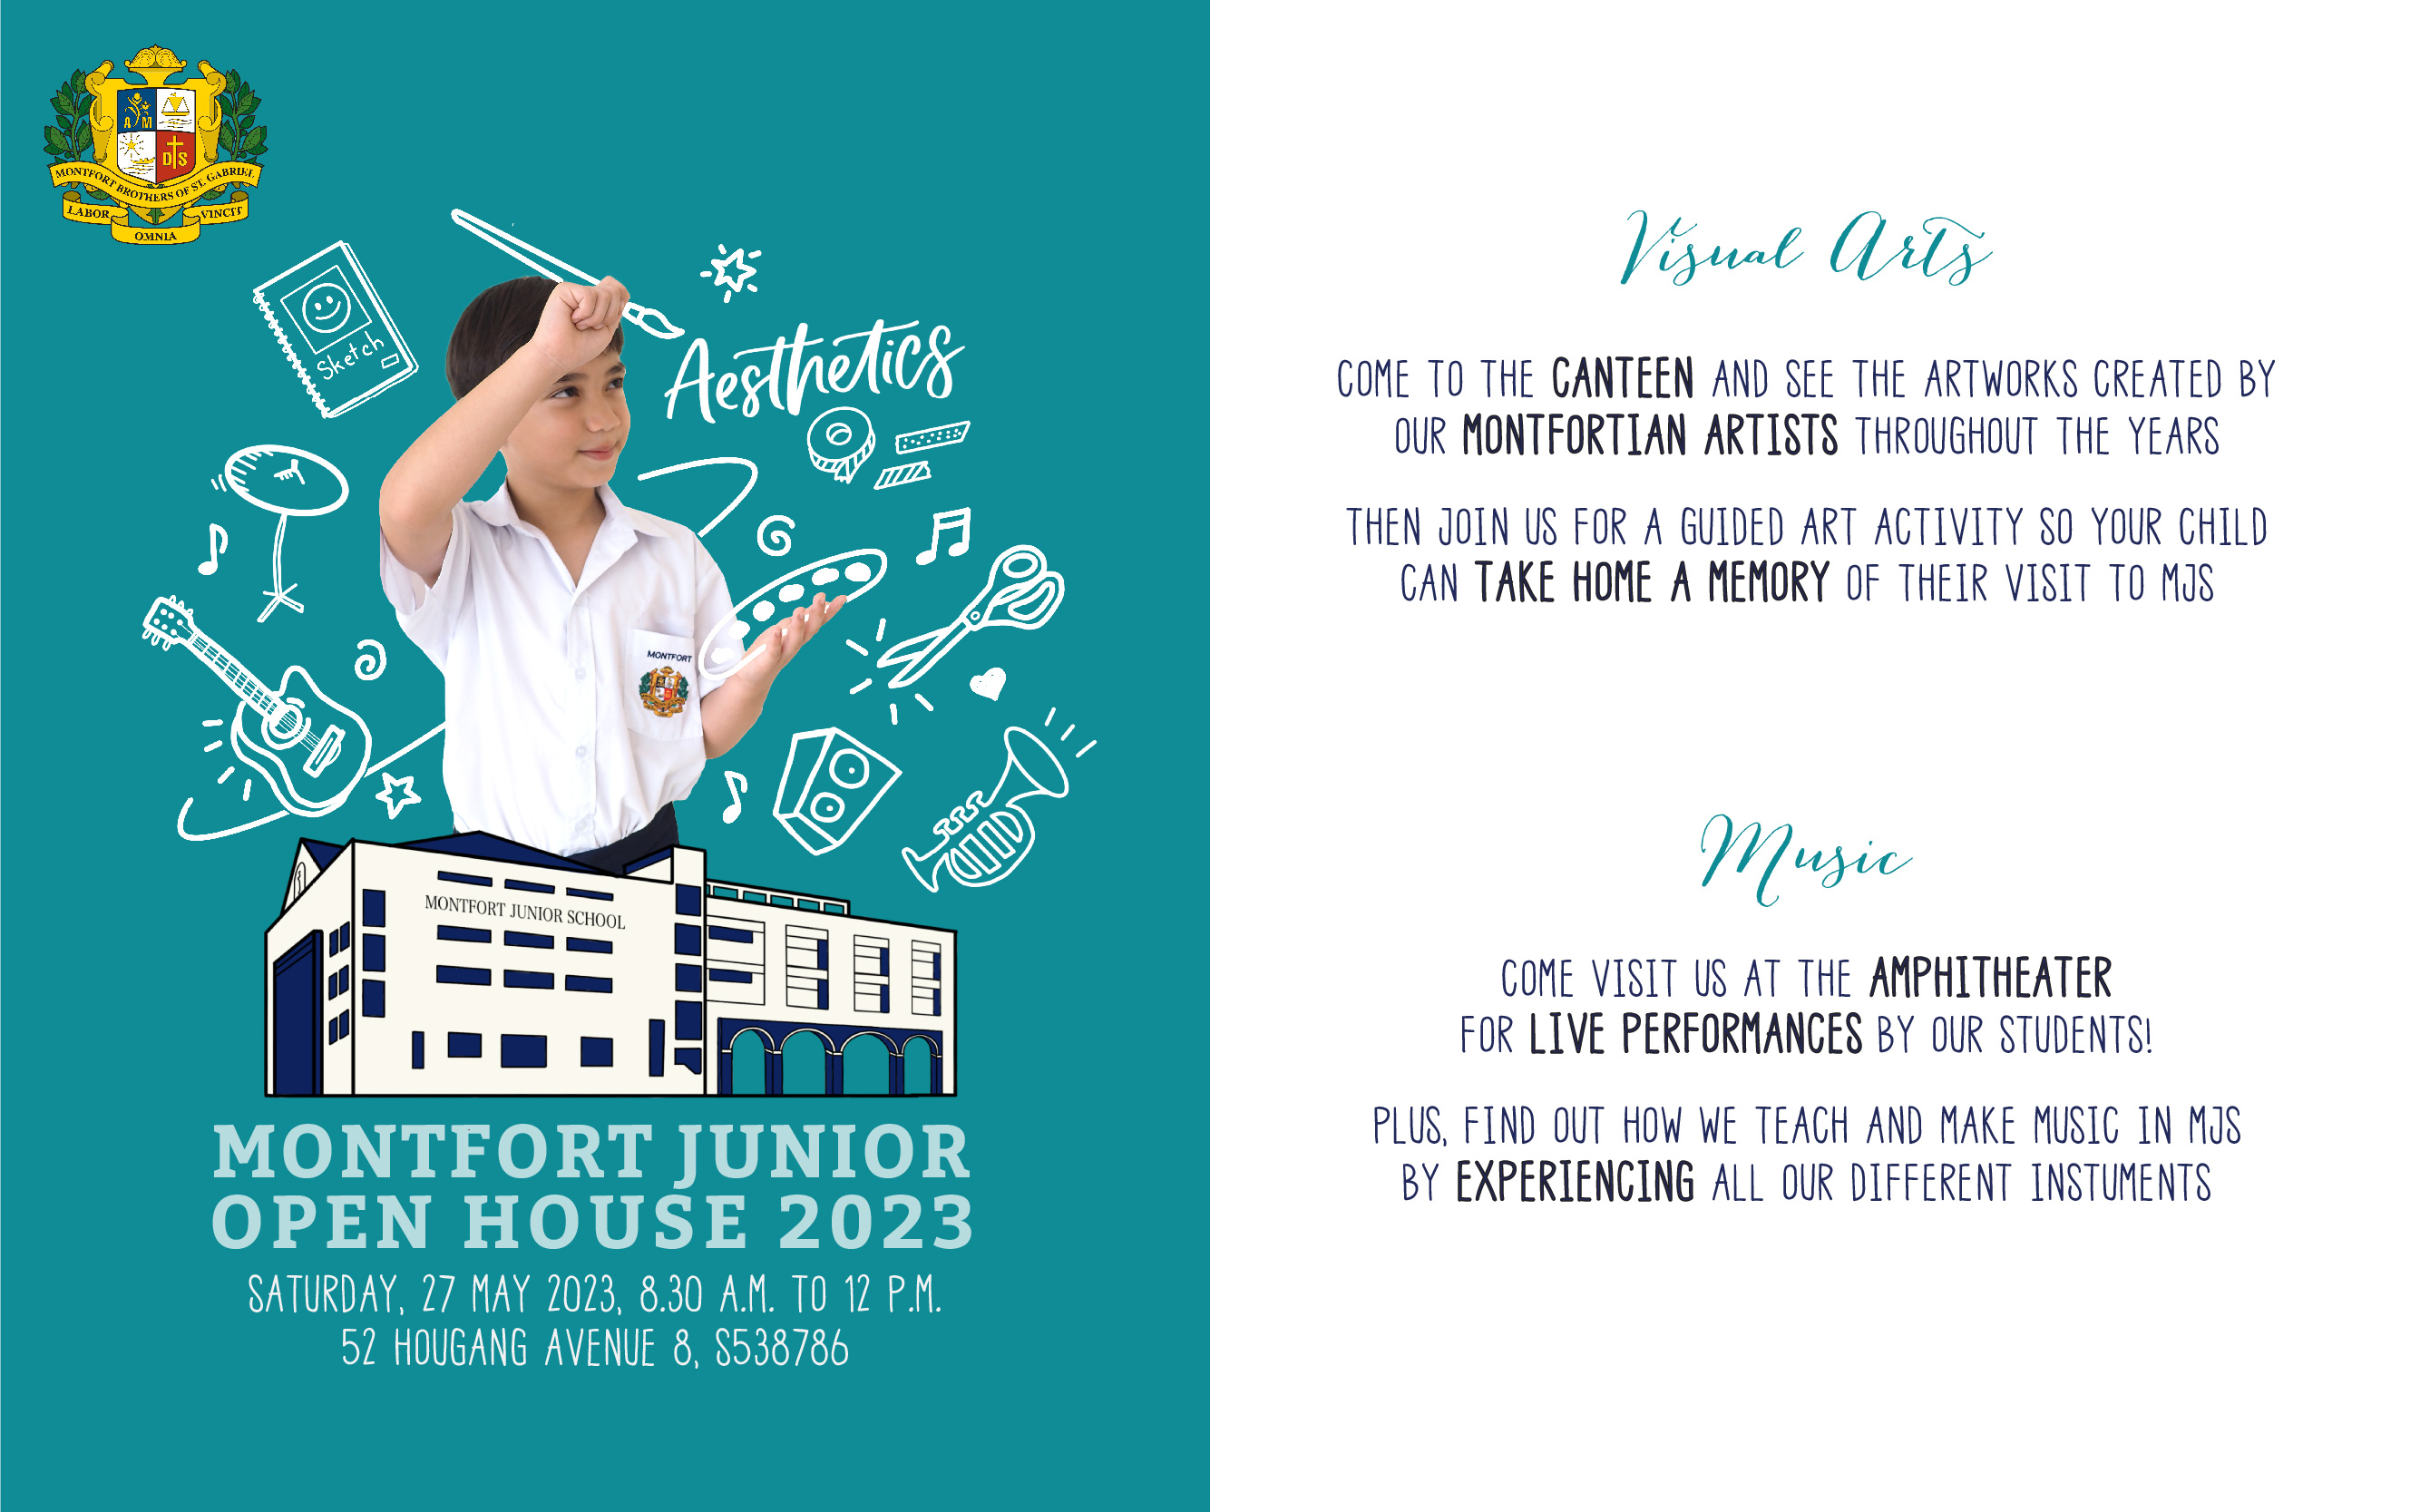 A M
D S
MONTFORT BROTHERS OF ST. GABRIEL
LABOR OMNIA VINCIT
Sketch
Aesthetics
MONTFORT
MONTFORT JUNIOR SCHOOL
MONTFORT JUNIOR
OPEN HOUSE 2023
SATURDAY, 27 MAY 2023, 8.30 A.M. TO 12 P.M.
52 HOUGANG AVENUE 8, S538786
Visual Arts
COME TO THE CANTEEN AND SEE THE ARTWORKS CREATED BY
OUR MONTFORTIAN ARTISTS THROUGHOUT THE YEARS
THEN JOIN US FOR A GUIDED ART ACTIVITY SO YOUR CHILD
CAN TAKE HOME A MEMORY OF THEIR VISIT TO MJS
Music
COME VISIT US AT THE AMPHITHEATER
FOR LIVE PERFORMANCES BY OUR STUDENTS!
PLUS, FIND OUT HOW WE TEACH AND MAKE MUSIC IN MJS
BY EXPERIENCING ALL OUR DIFFERENT INSTUMENTS